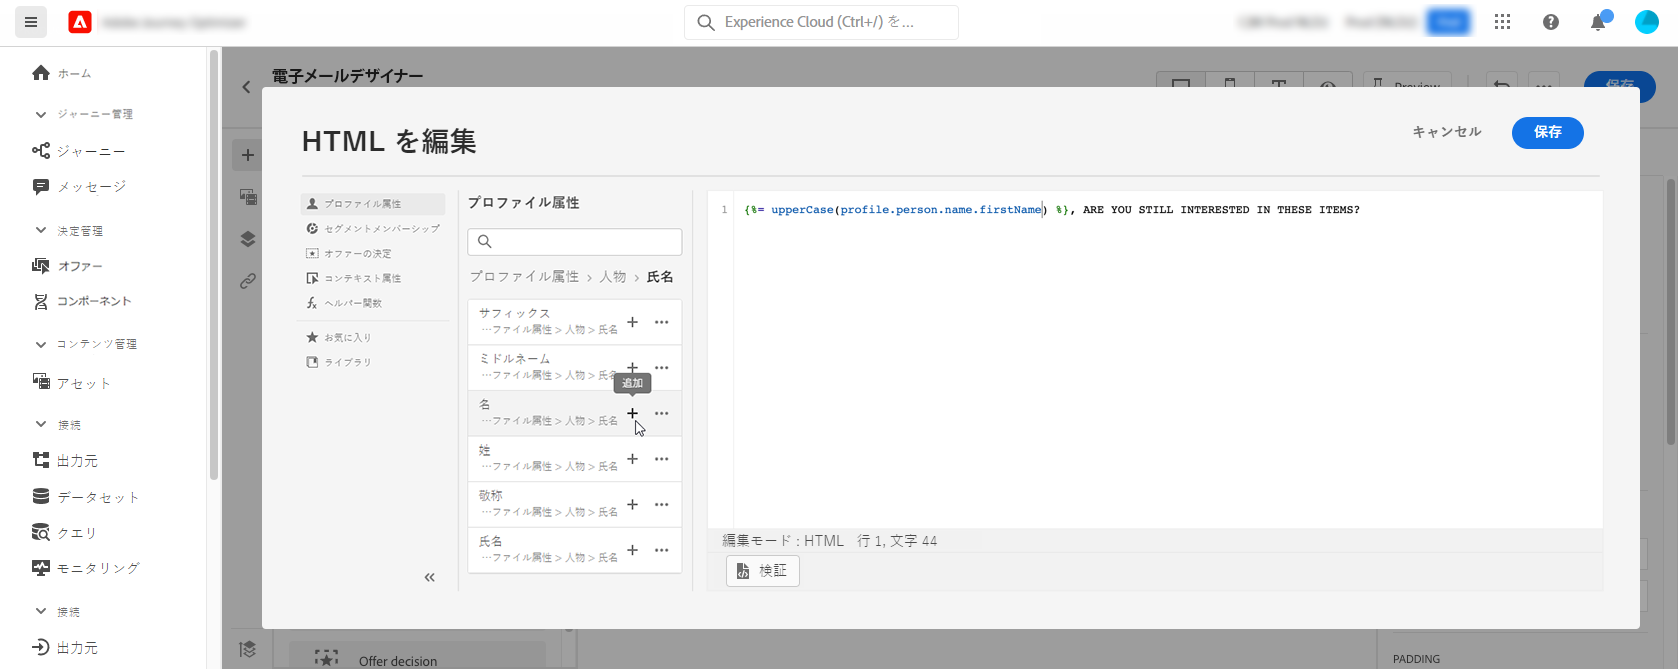 Experience Cloud (Ctrl+/) を...
ホーム
ジャーニー管理
ジャーニー
メッセージ
決定管理
オファー
コンポーネント
コンテンツ管理
アセット
接続
出力元
データセット
クエリ
モニタリング
接続
出力元
電子メールデザイナー
Preview
保存
HTML を編集
キャンセル
保存
プロファイル属性
セグメントメンバーシップ
オファーの決定
コンテキスト属性
ヘルパー関数
お気に入り
ライブラリ
プロファイル属性
プロファイル属性 > 人物 > 氏名
サフィックス
…ファイル属性 > 人物 > 氏名
ミドルネーム
…ファイル属性 > 人物 > 氏名
追加
名
…ファイル属性 > 人物 > 氏名
姓
…ファイル属性 > 人物 > 氏名
敬称
…ファイル属性 > 人物 > 氏名
氏名
…ファイル属性 > 人物 > 氏名
1 {%= upperCase(profile.person.name.firstName) %}, ARE YOU STILL INTERESTED IN THESE ITEMS?
編集モード : HTML 行 1, 文字 44
検証
Offer decision
PADDING